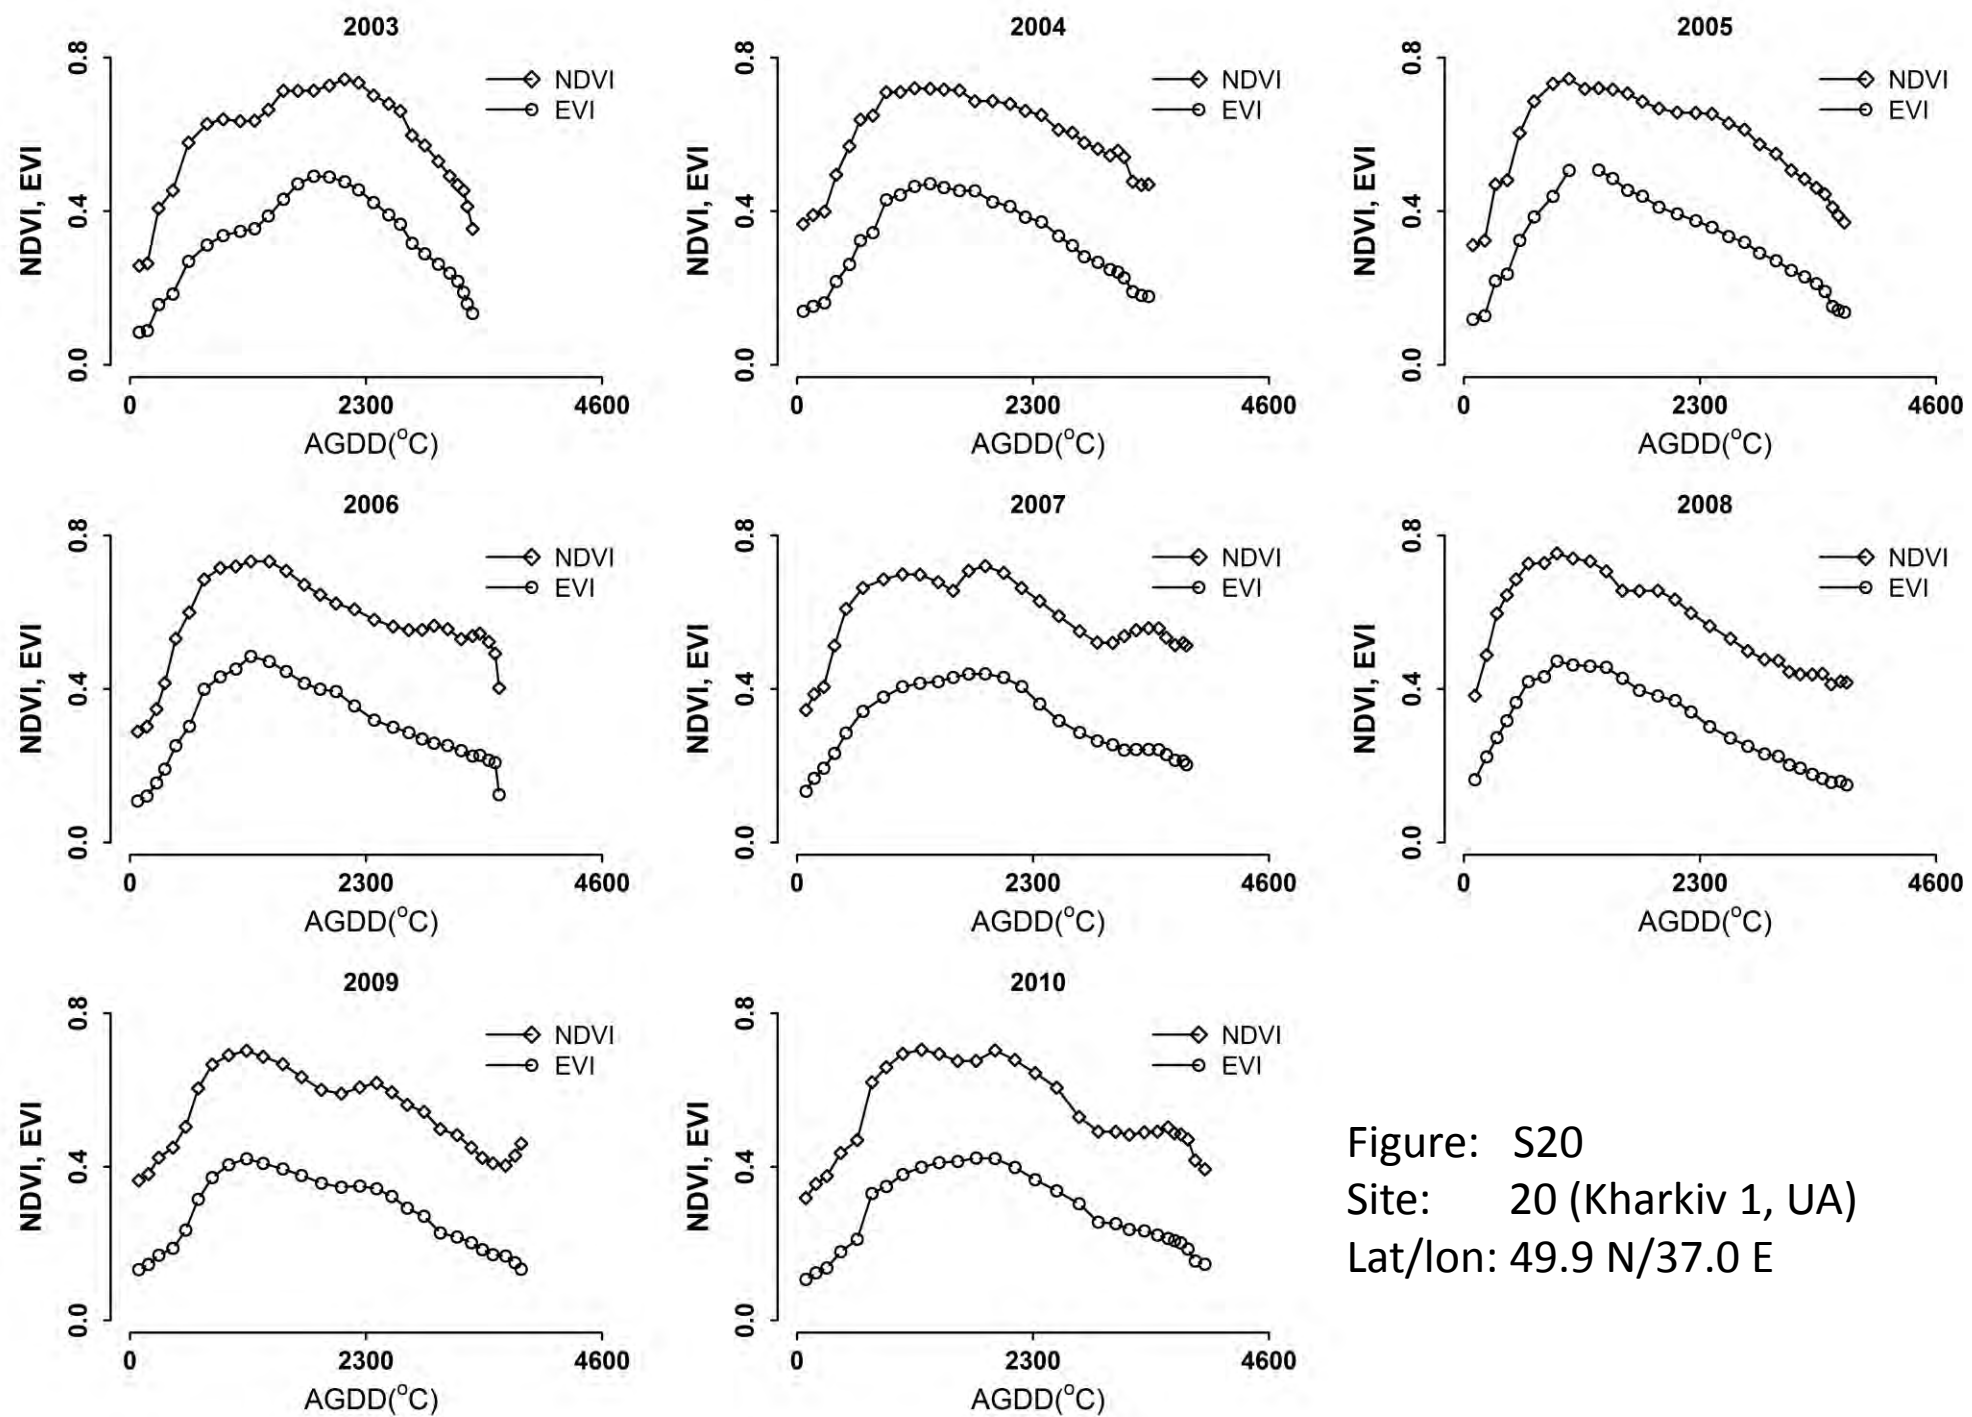 2003
NDVI
EVI
NDVI, EVI
0.8
0.4
0.0
0 2300 4600
AGDD(°C)
2004
NDVI
EVI
NDVI, EVI
0.8
0.4
0.0
0 2300 4600
AGDD(°C)
2005
NDVI
EVI
NDVI, EVI
0.8
0.4
0.0
0 2300 4600
AGDD(°C)
2006
NDVI
EVI
NDVI, EVI
0.8
0.4
0.0
0 2300 4600
AGDD(°C)
2007
NDVI
EVI
NDVI, EVI
0.8
0.4
0.0
0 2300 4600
AGDD(°C)
2008
NDVI
EVI
NDVI, EVI
0.8
0.4
0.0
0 2300 4600
AGDD(°C)
2009
NDVI
EVI
NDVI, EVI
0.8
0.4
0.0
0 2300 4600
AGDD(°C)
2010
NDVI
EVI
NDVI, EVI
0.8
0.4
0.0
0 2300 4600
AGDD(°C)
Figure: S20
Site: 20 (Kharkiv 1, UA)
Lat/lon: 49.9 N/37.0 E